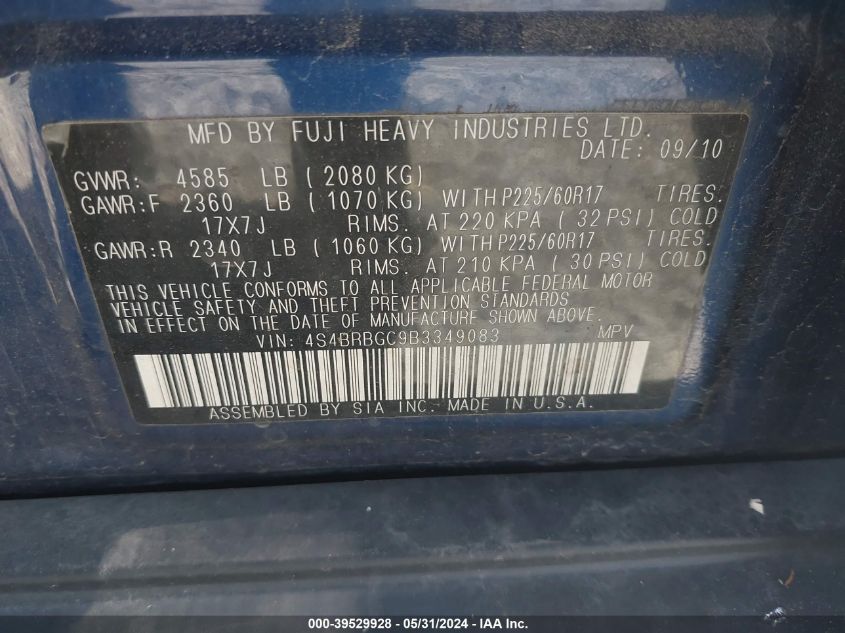 MFD BY FUJI HEAVY INDUSTRIES LTD.
DATE: 09/10
GVWR: 4585 LB (2080 KG)
GAWR:F 2360 LB (1070 KG) WITH P225/60R17 TIRES.
17X7J RIMS. AT 220 KPA (32 PSI) COLD
GAWR:R 2340 LB (1060 KG) WITH P225/60R17 TIRES.
17X7J RIMS. AT 210 KPA (30 PSI) COLD
THIS VEHICLE CONFORMS TO ALL APPLICABLE FEDERAL MOTOR
VEHICLE SAFETY AND THEFT PREVENTION STANDARDS
IN EFFECT ON THE DATE OF MANUFACTURE SHOWN ABOVE.
VIN: 4S4BRBGC9B3349083 MPV
ASSEMBLED BY SIA INC. MADE IN U.S.A.
000-39529928 - 05/31/2024 - IAA Inc.